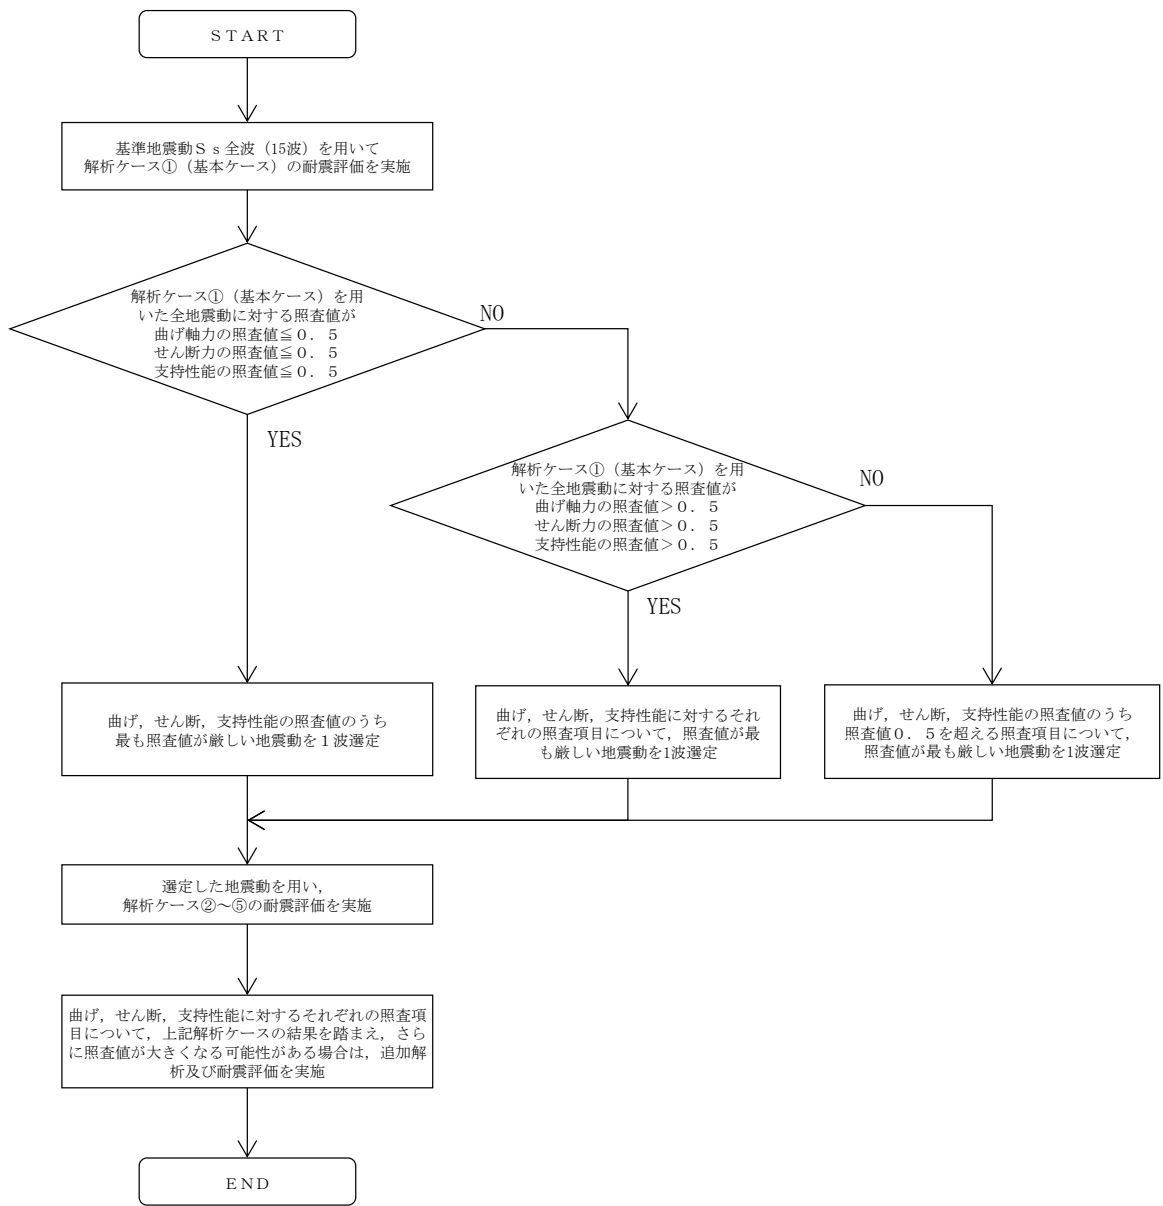 ＳＴＡＲＴ
基準地震動Ｓｓ全波（15波）を用いて
解析ケース①（基本ケース）の耐震評価を実施
解析ケース①（基本ケース）を用
いた全地震動に対する照査値が
曲げ軸力の照査値≦０．５
せん断力の照査値≦０．５
支持性能の照査値≦０．５
NO
YES
解析ケース①（基本ケース）を用
いた全地震動に対する照査値が
曲げ軸力の照査値＞０．５
せん断力の照査値＞０．５
支持性能の照査値＞０．５
NO
YES
曲げ，せん断，支持性能の照査値のうち
最も照査値が厳しい地震動を１波選定
曲げ，せん断，支持性能に対するそれ
ぞれの照査項目について，照査値が最
も厳しい地震動を1波選定
曲げ，せん断，支持性能の照査値のうち
照査値０．５を超える照査項目について，
照査値が最も厳しい地震動を1波選定
選定した地震動を用い，
解析ケース②～⑤の耐震評価を実施
曲げ，せん断，支持性能に対するそれぞれの照査項
目について，上記解析ケースの結果を踏まえ，さら
に照査値が大きくなる可能性がある場合は，追加解
析及び耐震評価を実施
ＥＮＤ